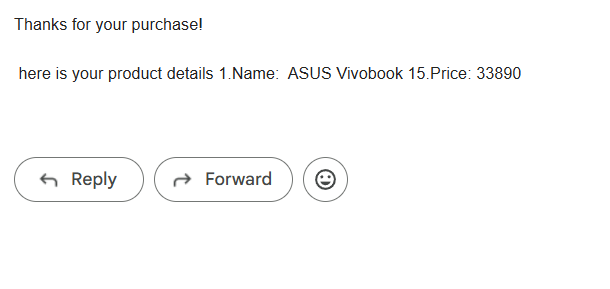 Thanks for your purchase!
here is your product details 1.Name:  ASUS Vivobook 15.Price: 33890
Reply
Forward